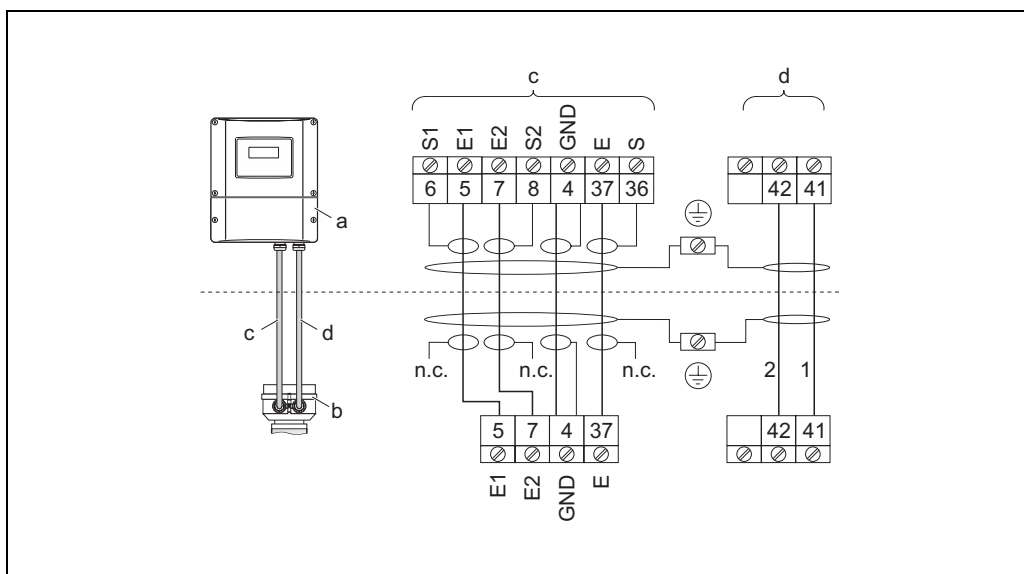 c d
S1 E1 E2 S2 GND E S
6 5 7 8 4 37 36 42 41
a
c d
n.c. n.c. n.c. 2 1
b
5 7 4 37 42 41
E1 E2 GND E